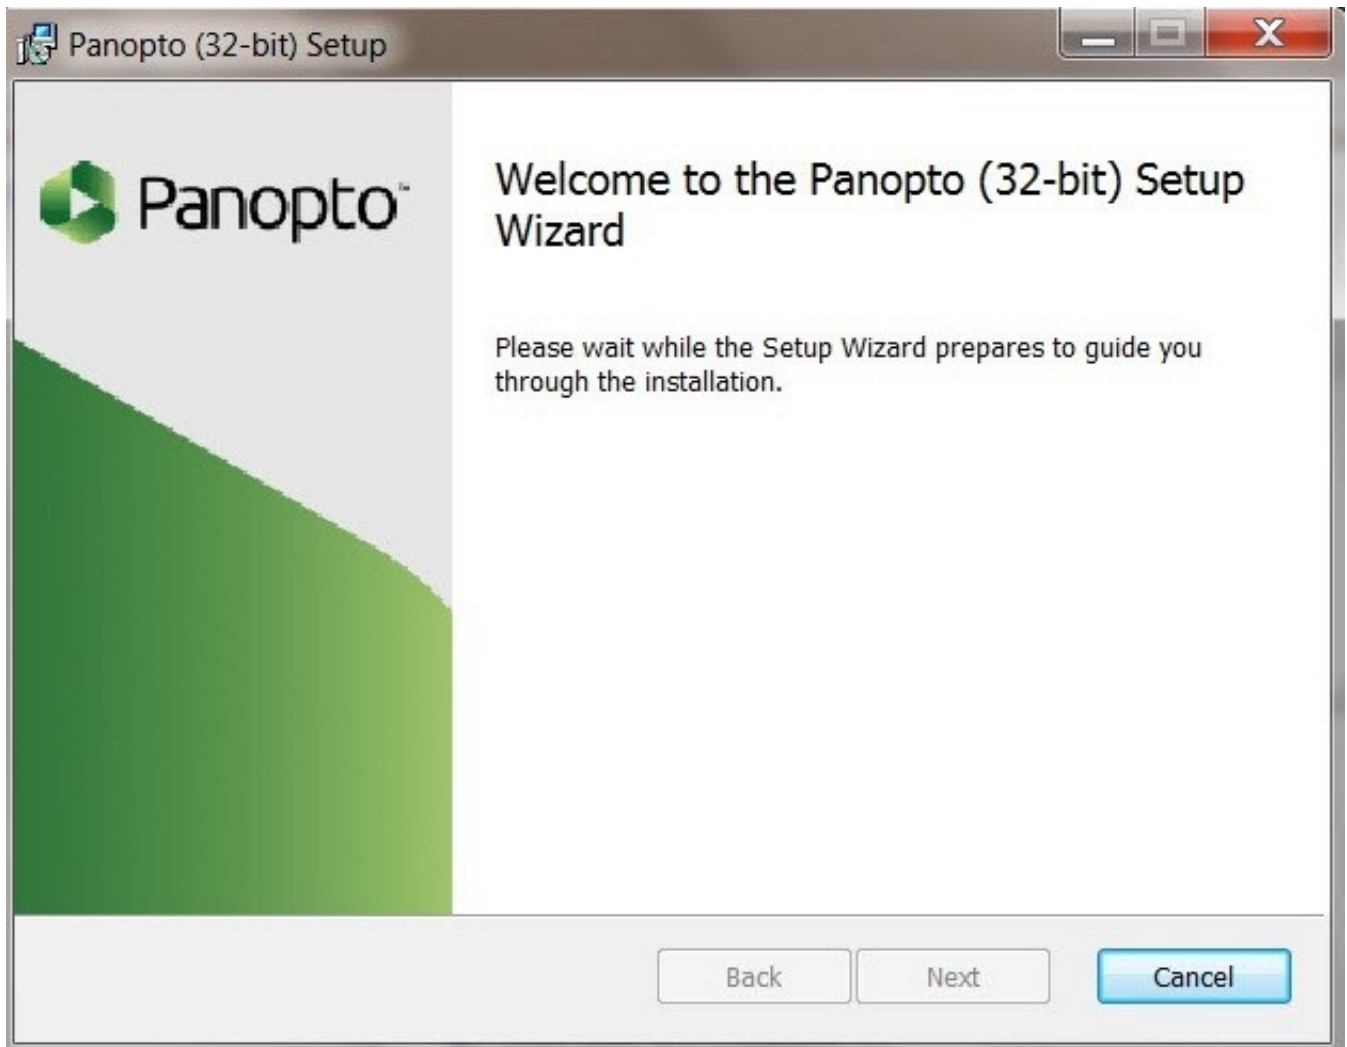 Panopto (32-bit) Setup
Panopto™
Welcome to the Panopto (32-bit) Setup
Wizard
Please wait while the Setup Wizard prepares to guide you
through the installation.
Back
Next
Cancel